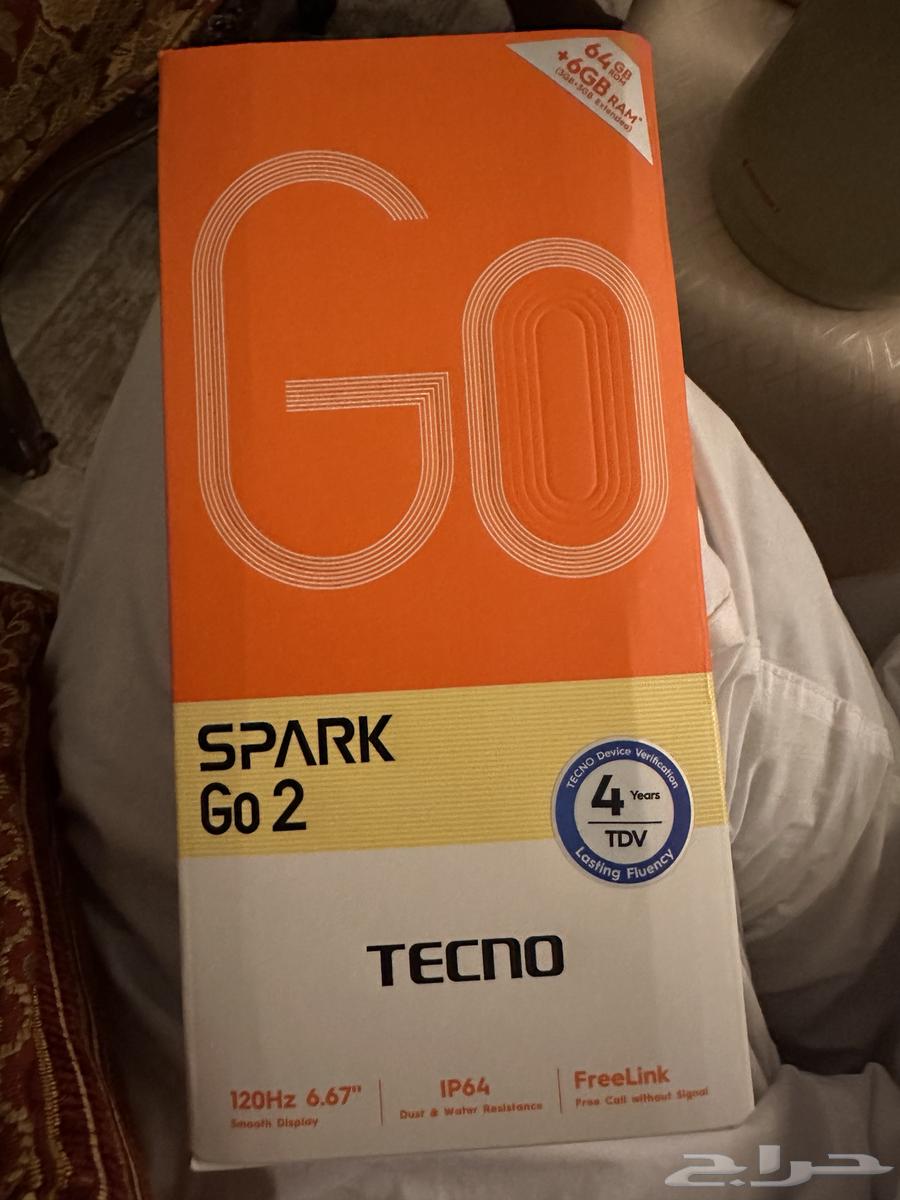 64GB ROM
+6GB RAM*
(3GB+3GB Extended)
Go
SPARK
Go 2
TECNO Device Verification
4 Years
TDV
Lasting Fluency
TECNO
120Hz 6.67"
Smooth Display
IP64
Dust & Water Resistance
FreeLink
Free Call without Signal
حراج